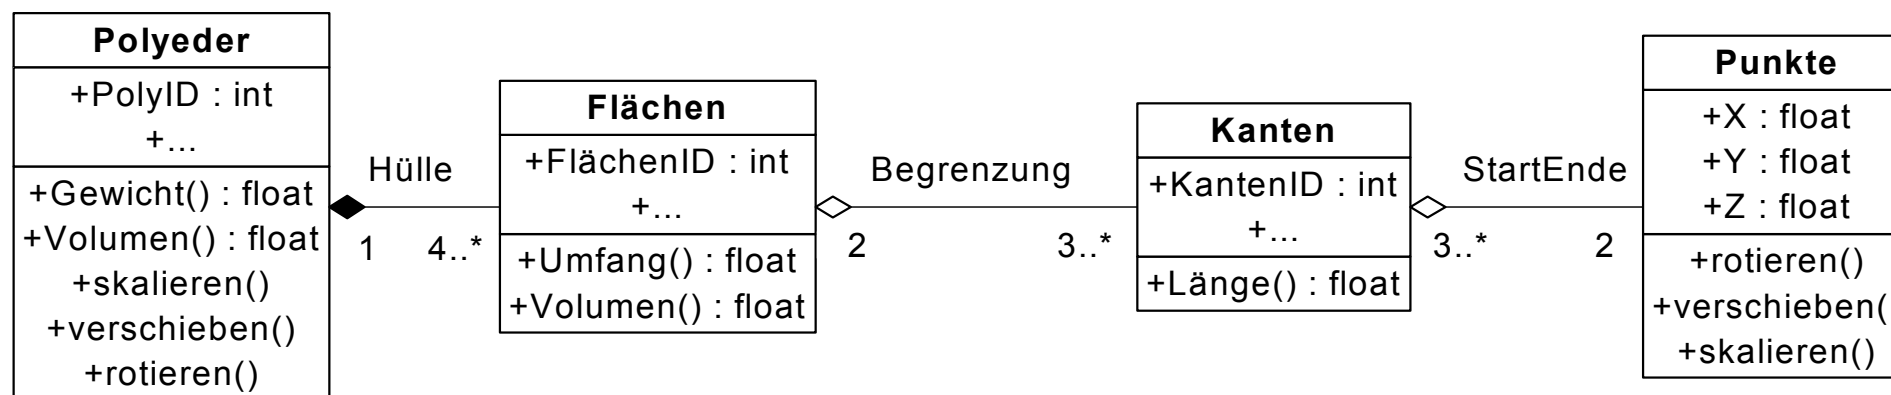 Polyeder
+PolyID : int
+...
+Gewicht() : float
+Volumen() : float
+skalieren()
+verschieben()
+rotieren()
Hülle
1
4..*
Flächen
+FlächenID : int
+...
+Umfang() : float
+Volumen() : float
Begrenzung
2
3..*
Kanten
+KantenID : int
+...
+Länge() : float
StartEnde
3..*
2
Punkte
+X : float
+Y : float
+Z : float
+rotieren()
+verschieben(
+skalieren()